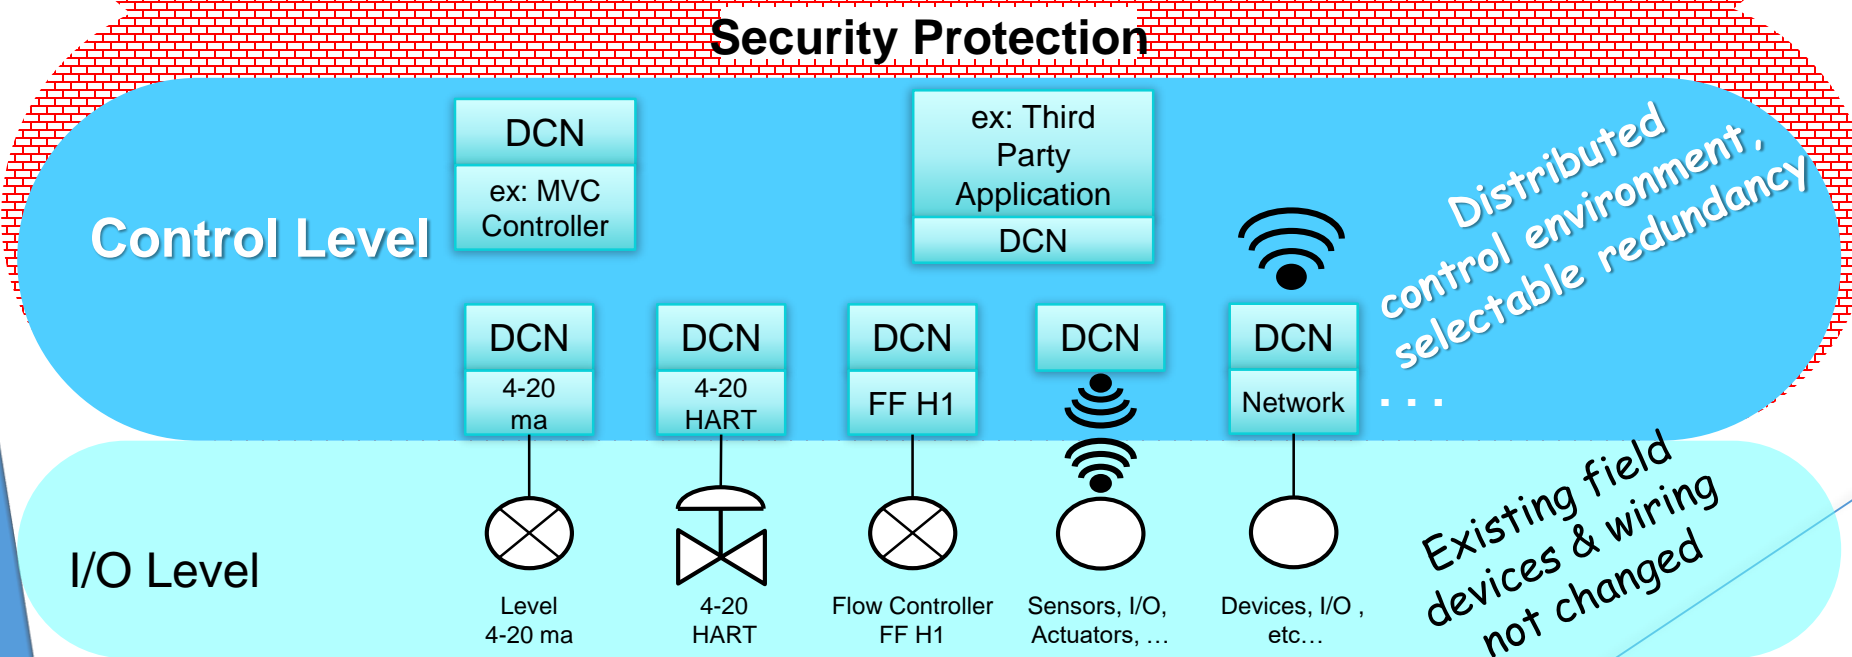 Security Protection
DCN
ex: MVC
Controller
ex: Third
Party
Application
DCN
Control Level
Distributed
control environment,
selectable redundancy
DCN
4-20
ma
DCN
4-20
HART
DCN
FF H1
DCN
DCN
Network
. . .
I/O Level
Level
4-20 ma
4-20
HART
Flow Controller
FF H1
Sensors, I/O,
Actuators, …
Devices, I/O ,
etc…
Existing field
devices & wiring
not changed